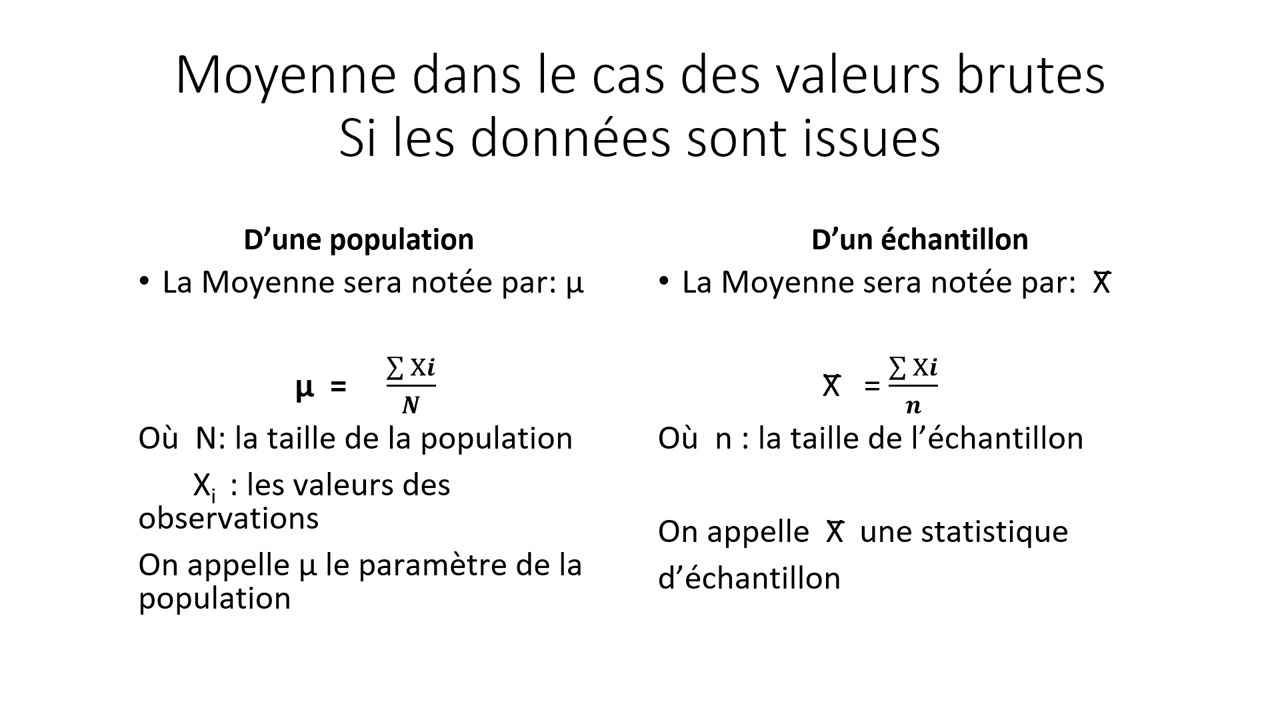 Moyenne dans le cas des valeurs brutes
Si les données sont issues
D’une population
• La Moyenne sera notée par: µ
µ = ∑ Xi / N
Où N: la taille de la population
Xi : les valeurs des
observations
On appelle µ le paramètre de la
population
D’un échantillon
• La Moyenne sera notée par: X̄
X̄ = ∑ Xi / n
Où n : la taille de l’échantillon
On appelle X̄ une statistique
d’échantillon